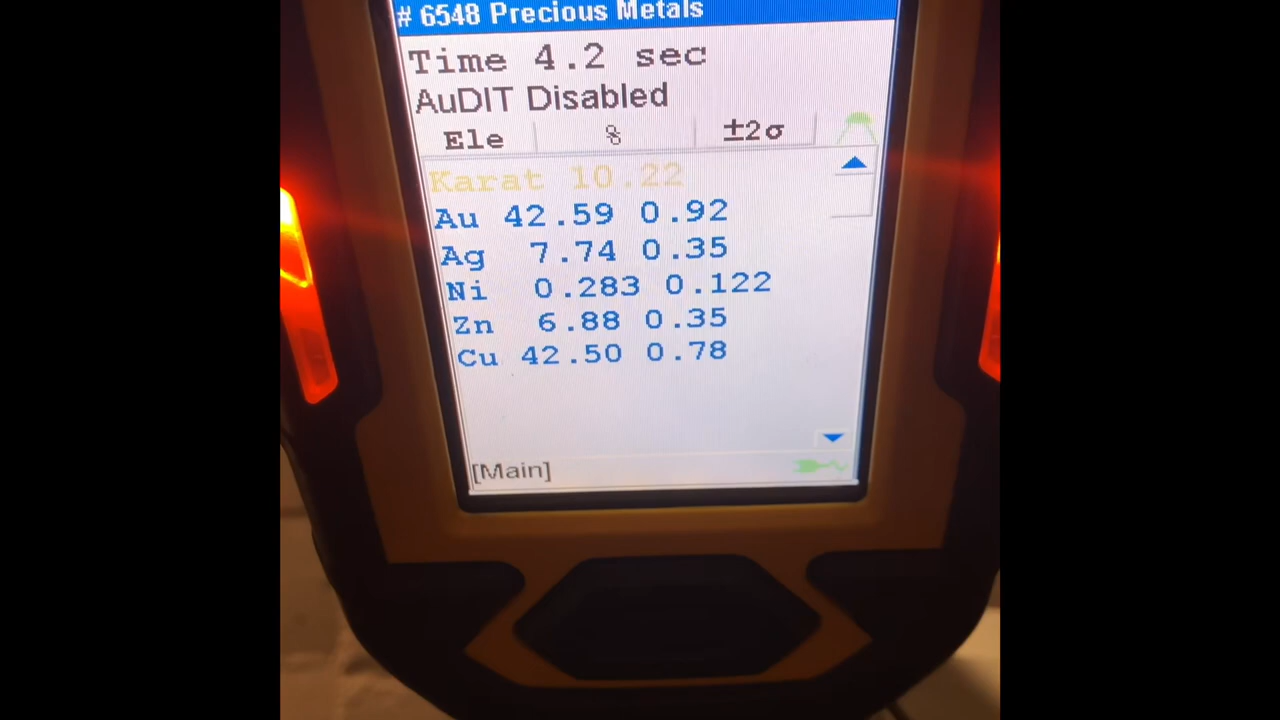 # 6548 Precious Metals
Time 4.2 sec
AuDIT Disabled
Ele % ±2σ
Karat 10.22
Au 42.59 0.92
Ag 7.74 0.35
Ni 0.283 0.122
Zn 6.88 0.35
Cu 42.50 0.78
[Main]